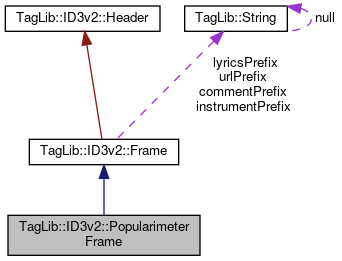 TagLib::ID3v2::Header
TagLib::String
null
lyricsPrefix
urlPrefix
commentPrefix
instrumentPrefix
TagLib::ID3v2::Frame
TagLib::ID3v2::Popularimeter
Frame